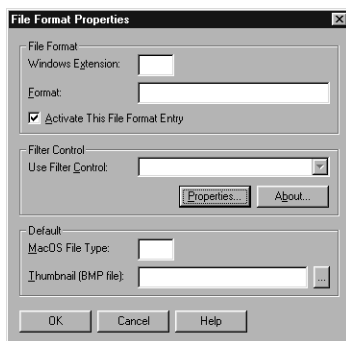 File Format Properties
File Format
Windows Extension:
Format:
Activate This File Format Entry
Filter Control
Use Filter Control:
Properties... About...
Default
MacOS File Type:
Thumbnail (BMP file): ...
OK Cancel Help